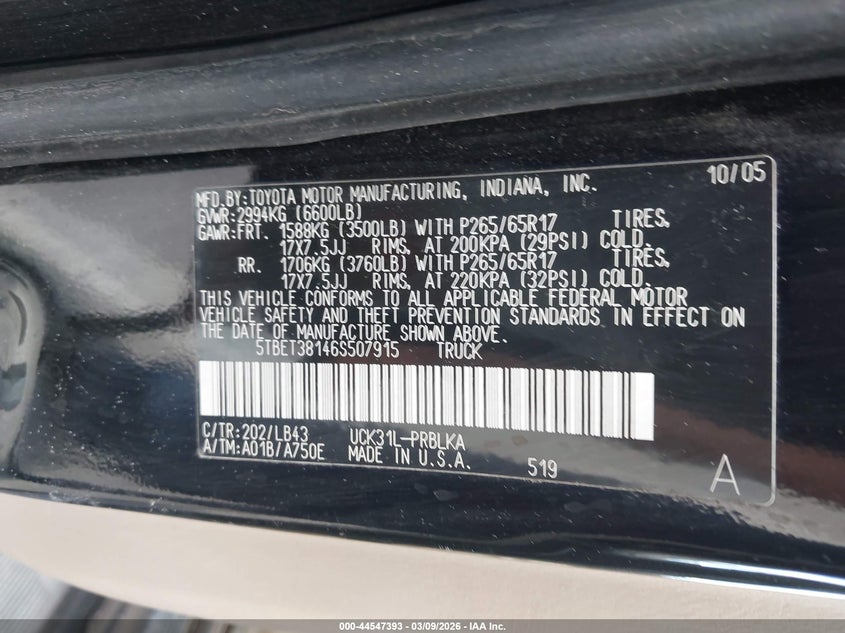 MFD.BY:TOYOTA MOTOR MANUFACTURING, INDIANA, INC. 10/05
GVWR:2994KG (6600LB)
GAWR:FRT. 1588KG (3500LB) WITH P265/65R17 TIRES,
17X7.5JJ RIMS, AT 200KPA (29PSI) COLD.
RR. 1706KG (3760LB) WITH P265/65R17 TIRES,
17X7.5JJ RIMS, AT 220KPA (32PSI) COLD.
THIS VEHICLE CONFORMS TO ALL APPLICABLE FEDERAL MOTOR
VEHICLE SAFETY AND THEFT PREVENTION STANDARDS IN EFFECT ON
THE DATE OF MANUFACTURE SHOWN ABOVE.
5TBET38146S507915 TRUCK
C/TR:202/LB43 UCK31L-PRBLKA
A/TM:A01B/A750E MADE IN U.S.A. 519
A
000-44547393 | 03/09/2026 | IAA Inc.